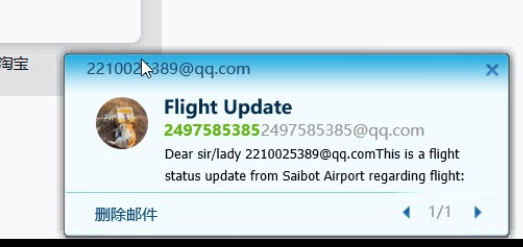 淘宝
2210025389@qq.com
Flight Update
24975853852497585385@qq.com
Dear sir/lady 2210025389@qq.comThis is a flight
status update from Saibot Airport regarding flight:
删除邮件
1/1